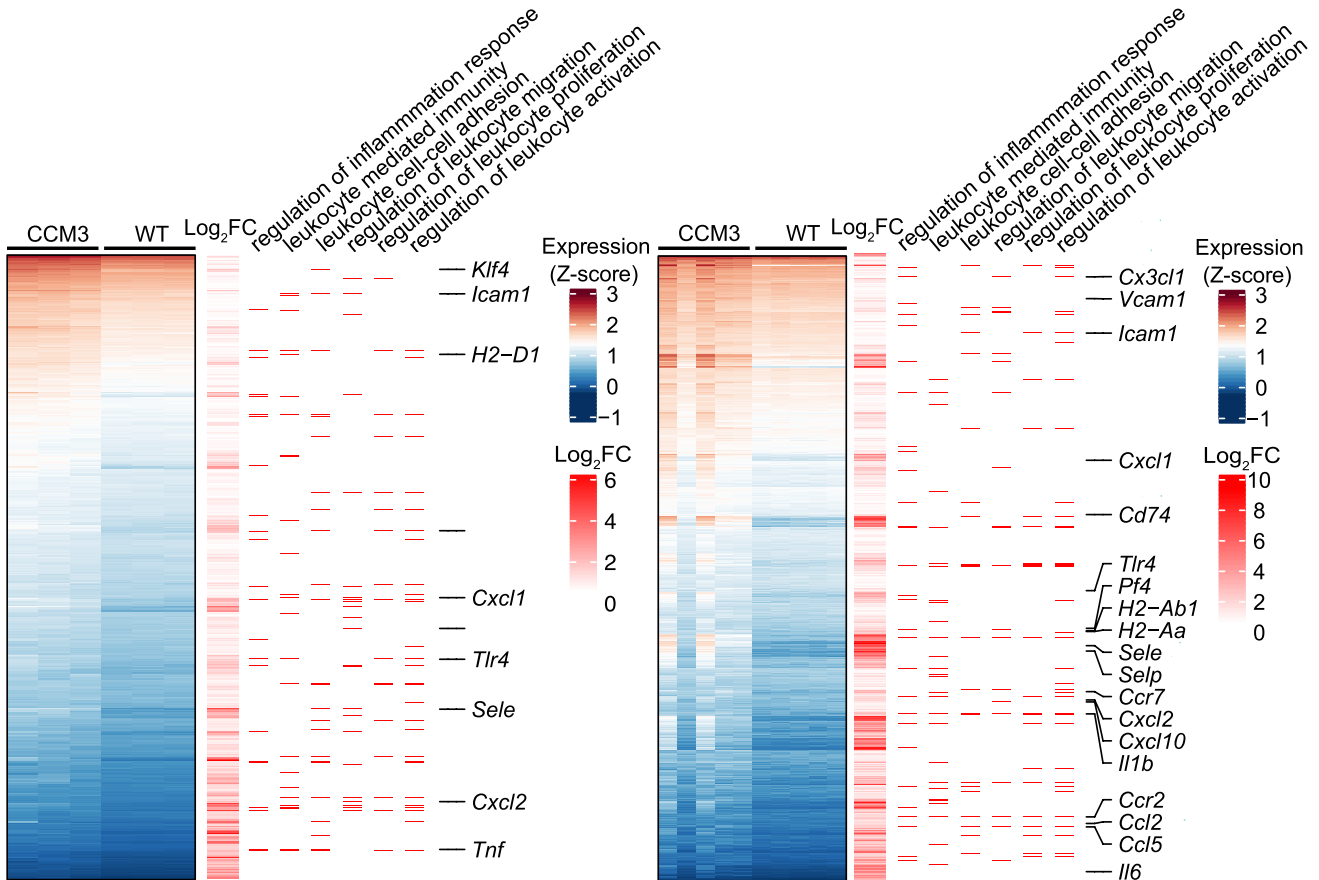 regulation of inflammmation response
leukocyte mediated immunity
leukocyte cell-cell adhesion
regulation of leukocyte migration
regulation of leukocyte proliferation
regulation of leukocyte activation
CCM3
WT
Log2FC
Expression
(Z-score)
3
2
1
0
−1
Log2FC
6
4
2
0
Klf4
Icam1
H2−D1
Cxcl1
Tlr4
Sele
Cxcl2
Tnf
regulation of inflammmation response
leukocyte mediated immunity
leukocyte cell-cell adhesion
regulation of leukocyte migration
regulation of leukocyte proliferation
regulation of leukocyte activation
CCM3
WT
Log2FC
Expression
(Z-score)
3
2
1
0
−1
Log2FC
10
8
6
4
2
0
Cx3cl1
Vcam1
Icam1
Cxcl1
Cd74
Tlr4
Pf4
H2−Ab1
H2−Aa
Sele
Selp
Ccr7
Cxcl2
Cxcl10
Il1b
Ccr2
Ccl2
Ccl5
Il6